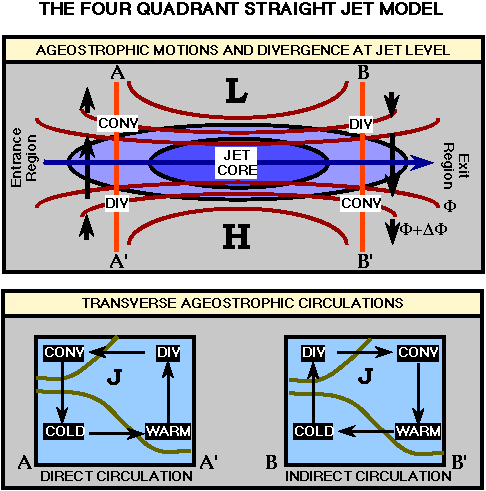 THE FOUR QUADRANT STRAIGHT JET MODEL
AGEOSTROPHIC MOTIONS AND DIVERGENCE AT JET LEVEL
A
B
L
CONV
DIV
Entrance
Region
JET
CORE
Exit
Region
DIV
CONV
Φ
H
Φ+ΔΦ
A'
B'
TRANSVERSE AGEOSTROPHIC CIRCULATIONS
CONV
DIV
J
COLD
WARM
A
A'
DIRECT CIRCULATION
DIV
CONV
J
COLD
WARM
B
B'
INDIRECT CIRCULATION